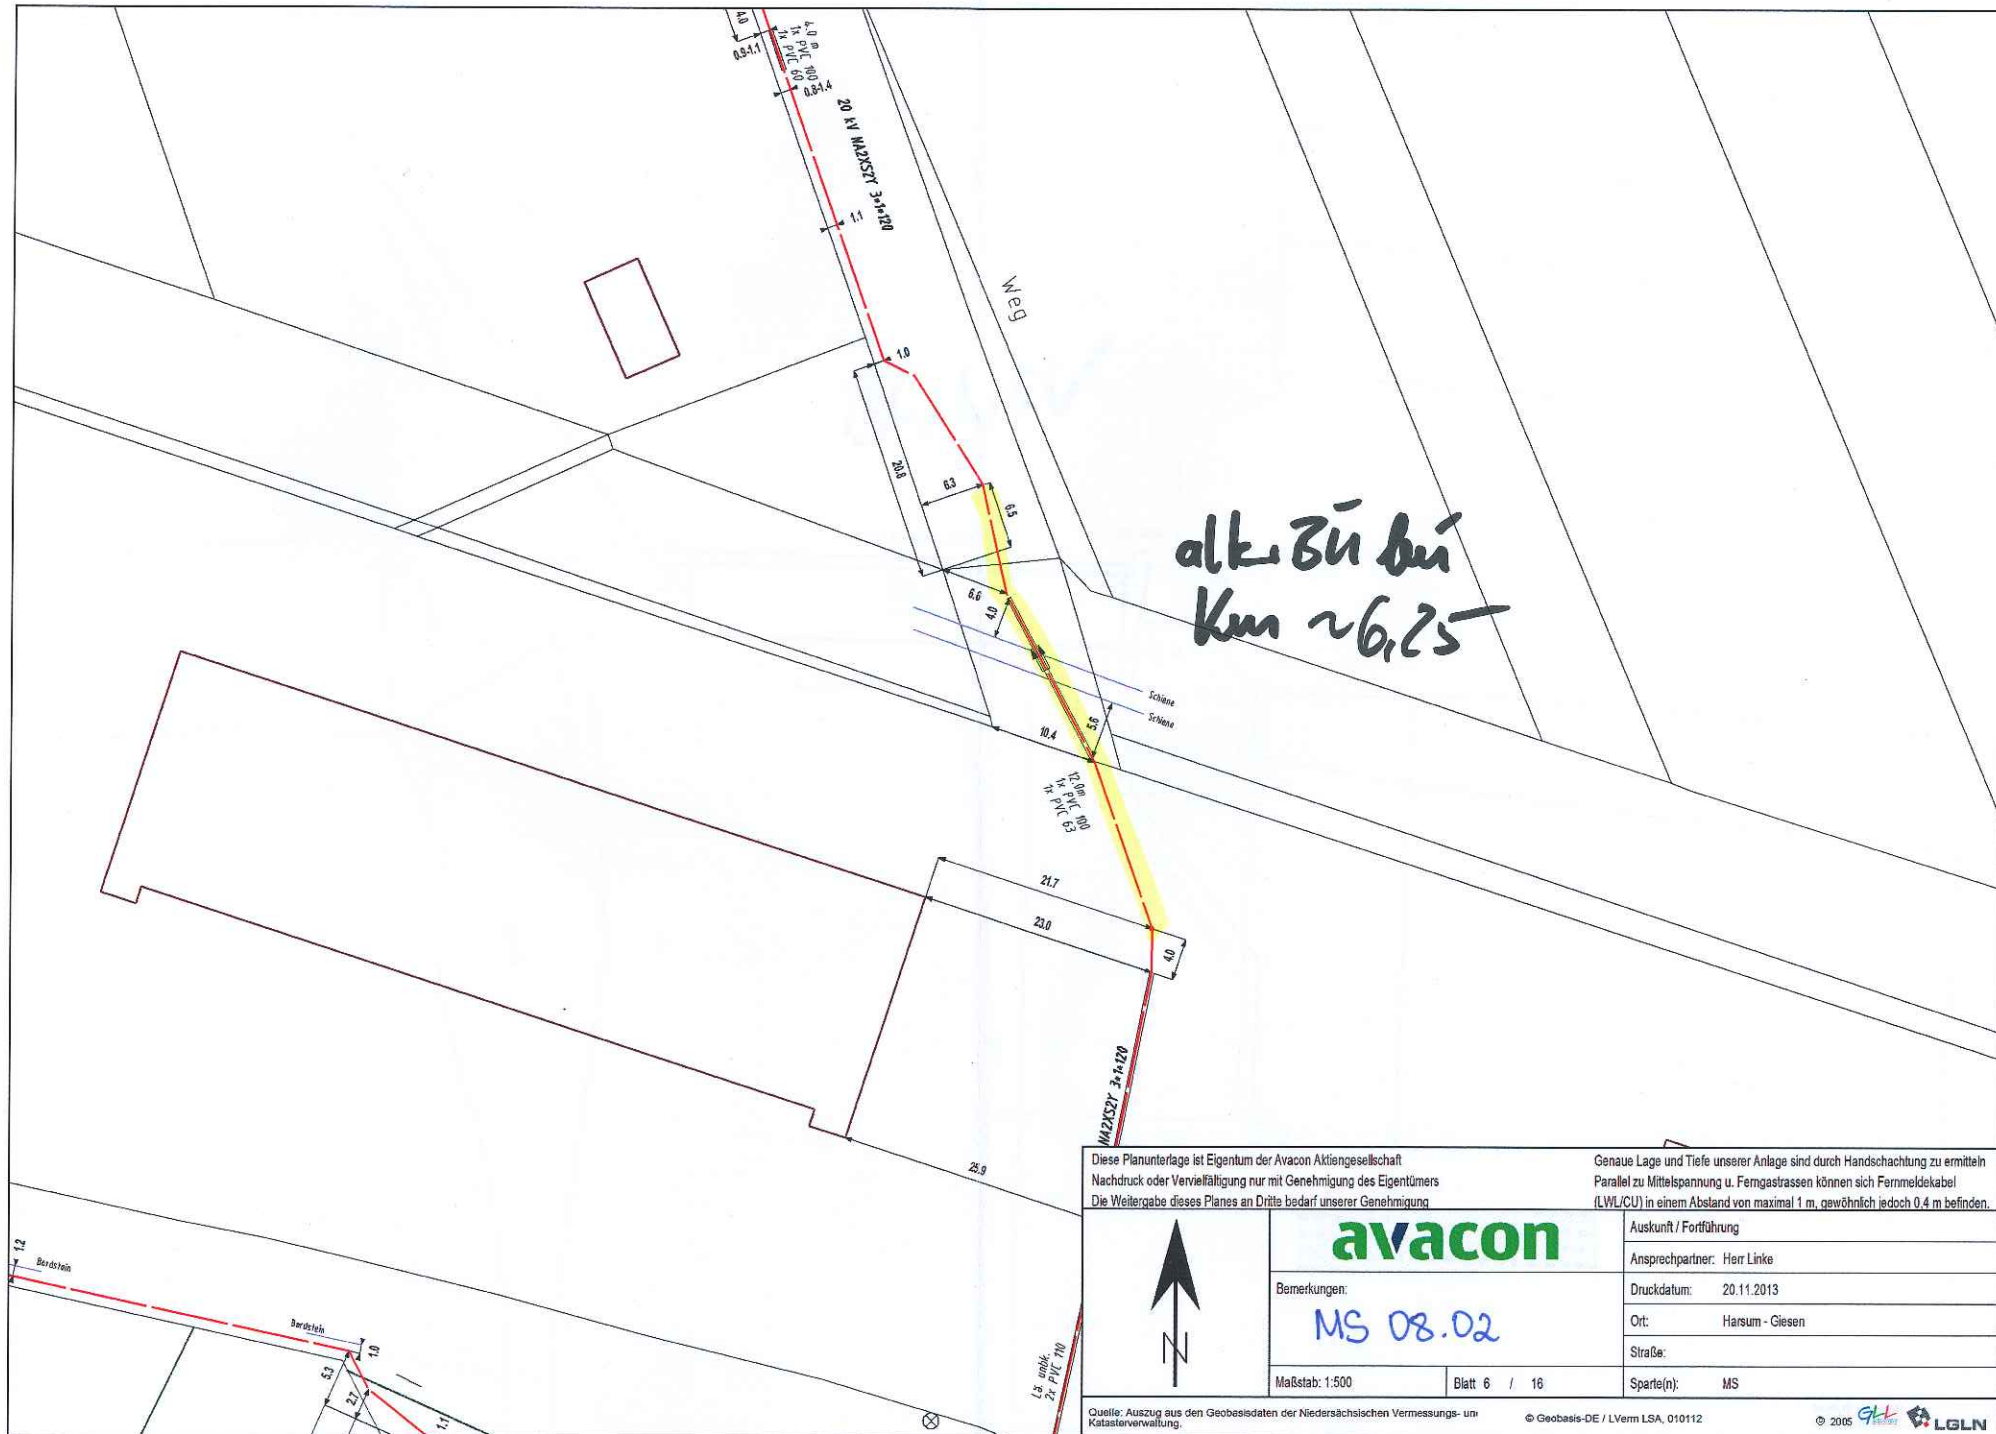 4.0
0.9-1.1
4.0 m
1x PVC 100
1x PVC 60
0.8-1.4
20 kV NA2XS2Y 3*1*120
1.1
Weg
1.0
20.8
6.3
6.5
6.6
4.0
Schiene
Schiene
5.6
10.4
12.0m
1x PVC 100
1x PVC 63
Km ~6,25
21.7
23.0
4.0
NA2XS2Y 3*1*120
25.9
1.2
Bordstein
Bordstein
1.0
5.3
2.7
1.1
Lä. unbk.
2x PVC 110
Diese Planunterlage ist Eigentum der Avacon Aktiengesellschaft
Nachdruck oder Vervielfältigung nur mit Genehmigung des Eigentümers
Die Weitergabe dieses Planes an Dritte bedarf unserer Genehmigung
Genaue Lage und Tiefe unserer Anlage sind durch Handschachtung zu ermitteln
Parallel zu Mittelspannung u. Ferngastrassen können sich Fernmeldekabel
(LWL/CU) in einem Abstand von maximal 1 m, gewöhnlich jedoch 0,4 m befinden.
N
avacon
Bemerkungen:
MS 08.02
Maßstab: 1:500
Blatt 6 / 16
Auskunft / Fortführung
Ansprechpartner: Herr Linke
Druckdatum: 20.11.2013
Ort: Harsum - Giesen
Straße:
Sparte(n): MS
Quelle: Auszug aus den Geobasisdaten der Niedersächsischen Vermessungs- und
Katasterverwaltung.
© Geobasis-DE / LVerm LSA, 010112
© 2005 GLL LGLN